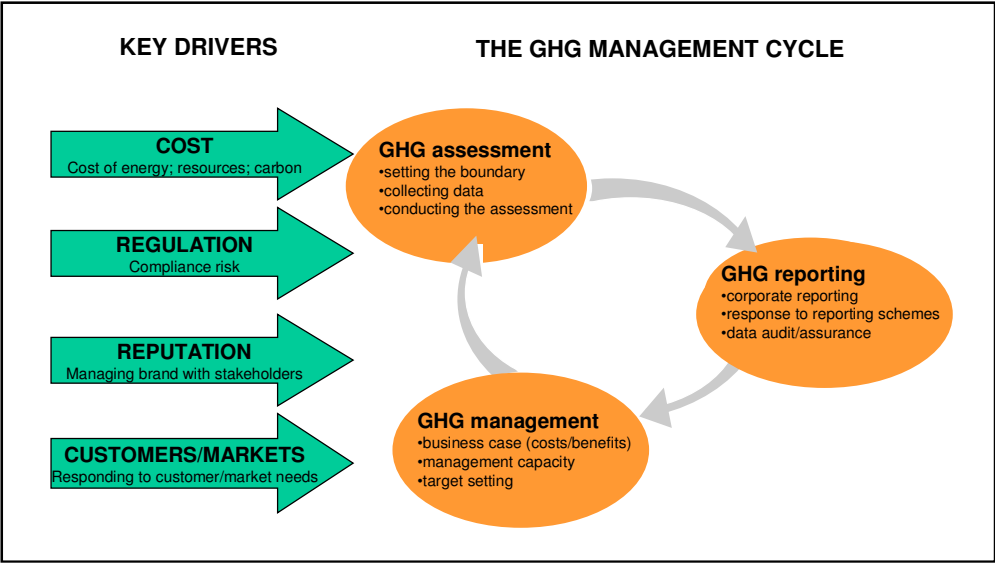 KEY DRIVERS
THE GHG MANAGEMENT CYCLE
COST
Cost of energy; resources; carbon
REGULATION
Compliance risk
REPUTATION
Managing brand with stakeholders
CUSTOMERS/MARKETS
Responding to customer/market needs
GHG assessment
•setting the boundary
•collecting data
•conducting the assessment
GHG reporting
•corporate reporting
•response to reporting schemes
•data audit/assurance
GHG management
•business case (costs/benefits)
•management capacity
•target setting